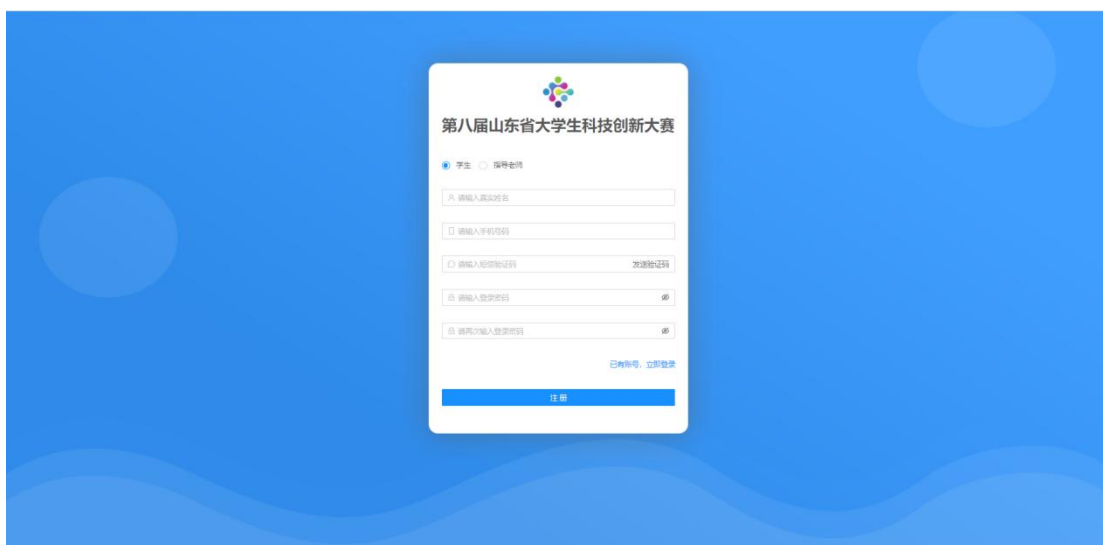 第八届山东省大学生科技创新大赛
学生 指导老师
请输入真实姓名
请输入手机号码
请输入短信验证码 发送验证码
请输入登录密码
请再次输入登录密码
已有账号，立即登录
注 册